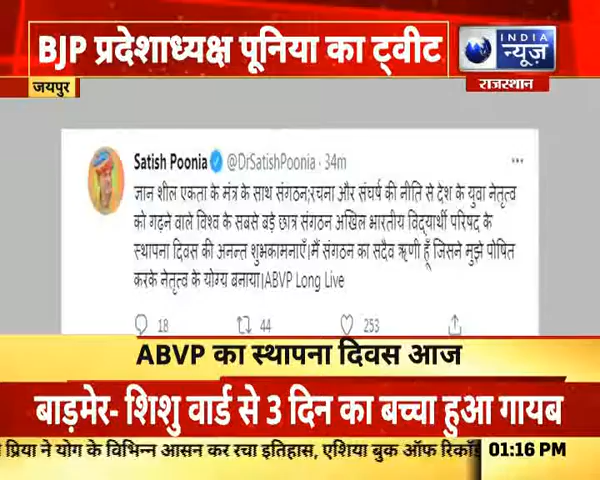 BJP प्रदेशाध्यक्ष पूनिया का ट्वीट
INDIA
न्यूज़
जयपुर
राजस्थान
Satish Poonia @DrSatishPoonia · 34m
ज्ञान शील एकता के मंत्र के साथ संगठन;रचना और संघर्ष की नीति से देश के युवा नेतृत्व
को गढ़ने वाले विश्व के सबसे बड़े छात्र संगठन अखिल भारतीय विद्यार्थी परिषद के
स्थापना दिवस की अनन्त शुभकामनाएँ।मैं संगठन का सदैव ऋणी हूँ जिसने मुझे पोषित
करके नेतृत्व के योग्य बनाया।ABVP Long Live
18 44 253
ABVP का स्थापना दिवस आज
बाड़मेर- शिशु वार्ड से 3 दिन का बच्चा हुआ गायब
प्रिया ने योग के विभिन्न आसन कर रचा इतिहास, एशिया बुक ऑफ रिकॉर्ड
01:16 PM